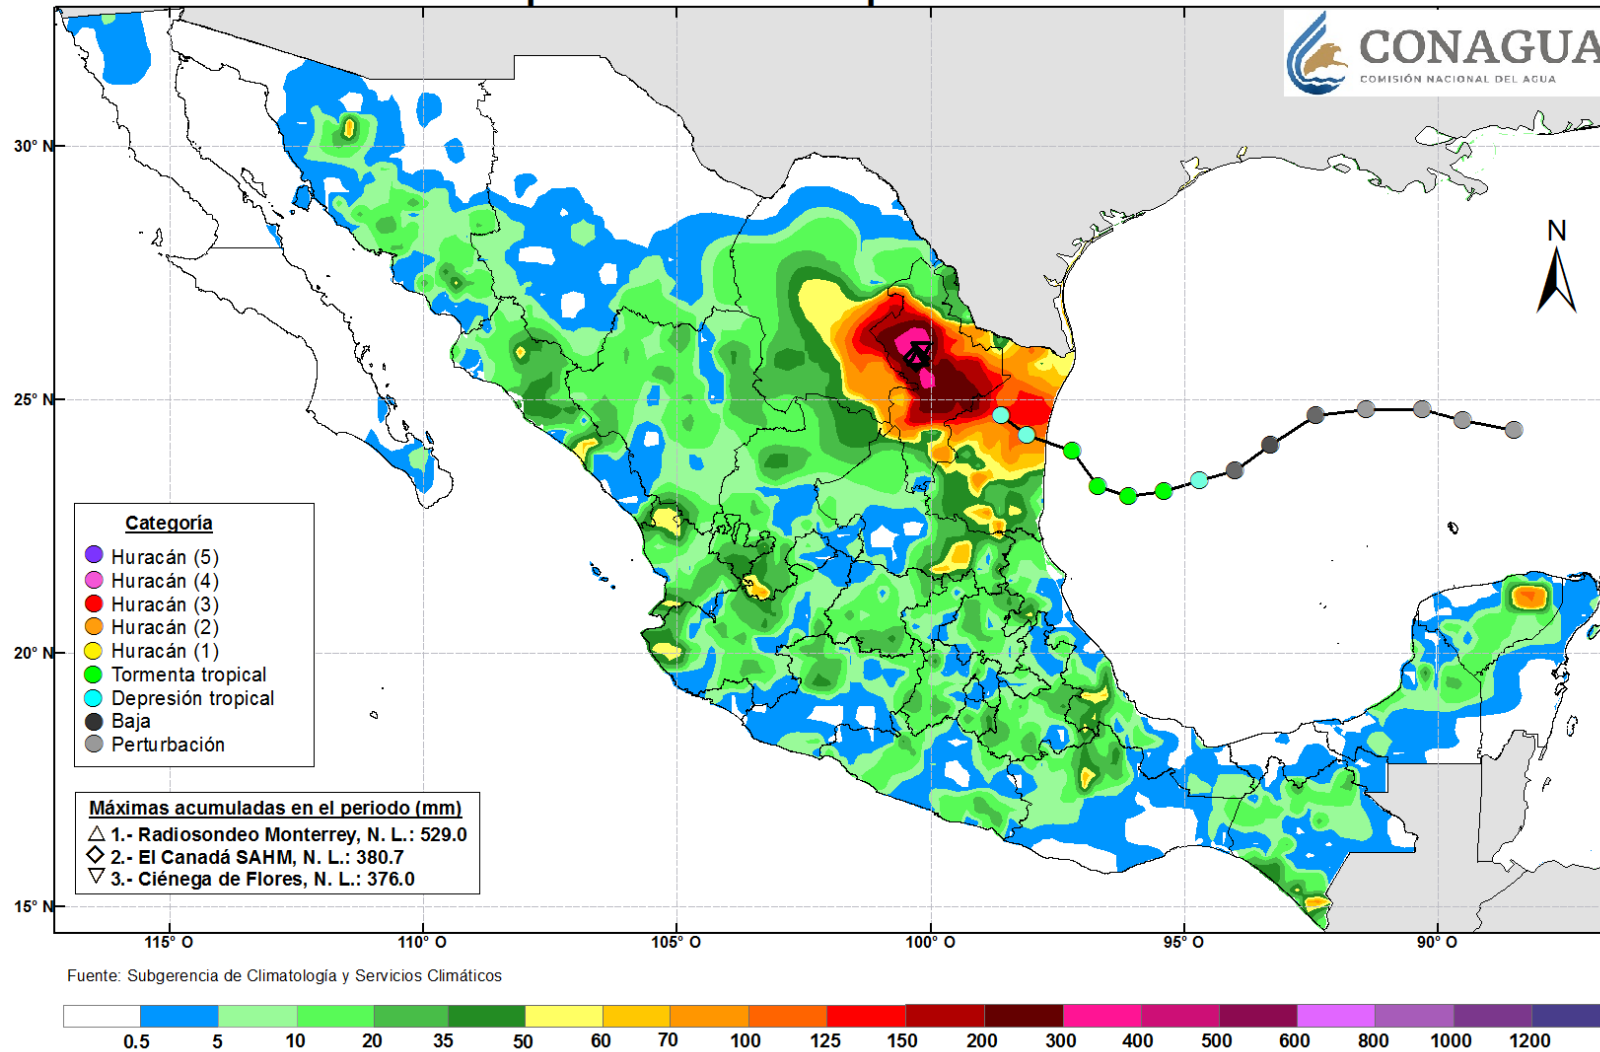 CONAGUA
COMISIÓN NACIONAL DEL AGUA
N
30° N
25° N
20° N
15° N
Categoría
Huracán (5)
Huracán (4)
Huracán (3)
Huracán (2)
Huracán (1)
Tormenta tropical
Depresión tropical
Baja
Perturbación
Máximas acumuladas en el periodo (mm)
1.- Radiosondeo Monterrey, N. L.: 529.0
2.- El Canadá SAHM, N. L.: 380.7
3.- Ciénega de Flores, N. L.: 376.0
115° O 110° O 105° O 100° O 95° O 90° O
Fuente: Subgerencia de Climatología y Servicios Climáticos
0.5 5 10 20 35 50 60 70 100 125 150 200 300 400 500 600 800 1000 1200